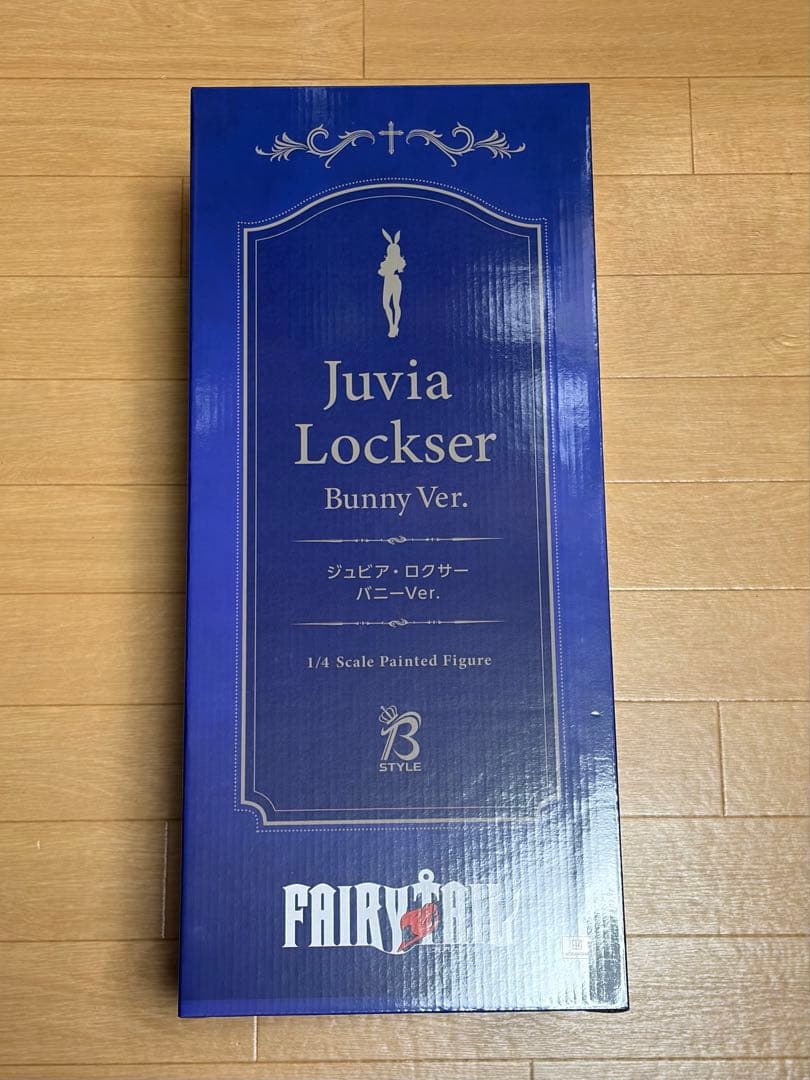 Juvia
Lockser
Bunny Ver.
ジュビア・ロクサー
バニーVer.
1/4 Scale Painted Figure
B
STYLE
FAIRY TAIL